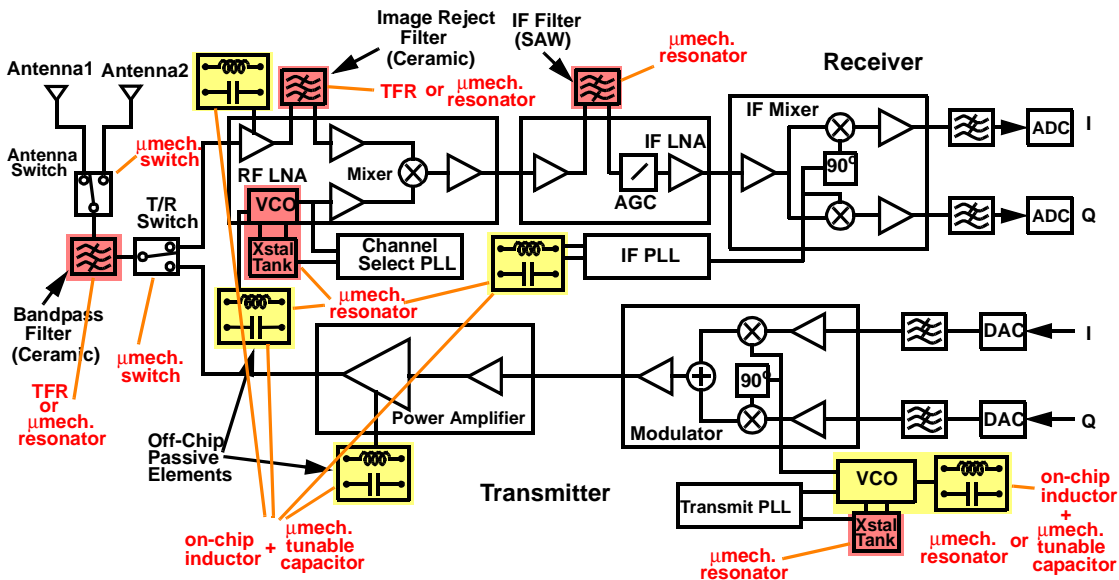 Image Reject
Filter
(Ceramic)
IF Filter
(SAW)
μmech.
resonator
Receiver
Antenna1
Antenna2
TFR or μmech.
resonator
μmech.
switch
Antenna
Switch
T/R
Switch
RF LNA
Mixer
VCO
Xstal
Tank
Channel
Select PLL
IF LNA
AGC
IF Mixer
90º
ADC
I
ADC
Q
IF PLL
μmech.
resonator
Bandpass
Filter
(Ceramic)
μmech.
switch
TFR
or
μmech.
resonator
Off-Chip
Passive
Elements
Power Amplifier
Modulator
90º
DAC
I
DAC
Q
Transmitter
Transmit PLL
VCO
Xstal
Tank
on-chip
inductor
+
μmech.
tunable
capacitor
μmech.
resonator
or
μmech.
resonator
on-chip
inductor
+
μmech.
tunable
capacitor